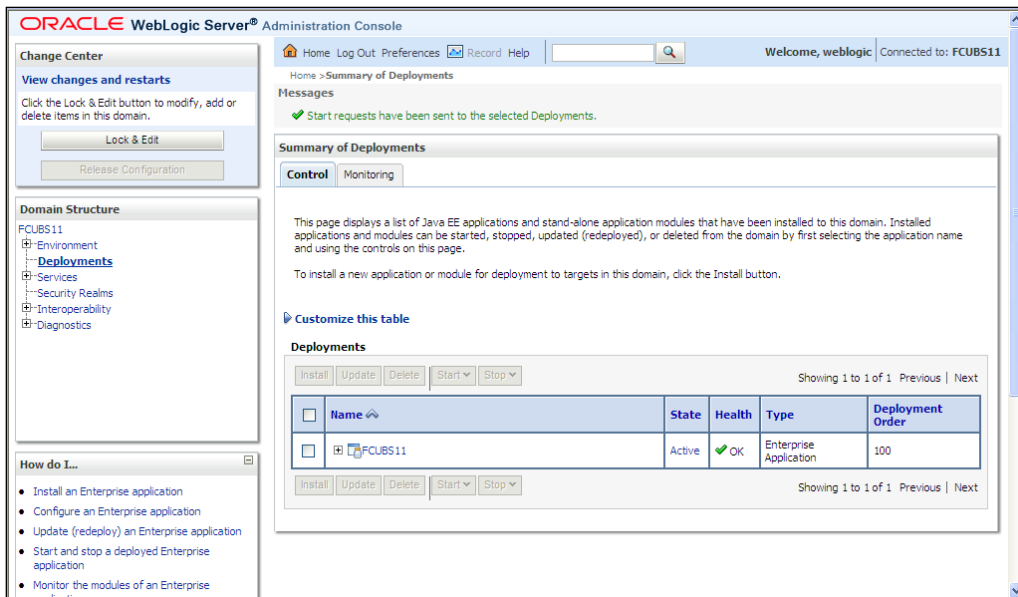 ORACLE WebLogic Server® Administration Console
Change Center
View changes and restarts
Click the Lock & Edit button to modify, add or
delete items in this domain.
Lock & Edit
Release Configuration
Domain Structure
FCUBS11
Environment
Deployments
Services
Security Realms
Interoperability
Diagnostics
How do I...
Install an Enterprise application
Configure an Enterprise application
Update (redeploy) an Enterprise application
Start and stop a deployed Enterprise
application
Monitor the modules of an Enterprise
Home Log Out Preferences Record Help
Welcome, weblogic Connected to: FCUBS11
Home >Summary of Deployments
Messages
Start requests have been sent to the selected Deployments.
Summary of Deployments
Control Monitoring
This page displays a list of Java EE applications and stand-alone application modules that have been installed to this domain. Installed
applications and modules can be started, stopped, updated (redeployed), or deleted from the domain by first selecting the application name
and using the controls on this page.
To install a new application or module for deployment to targets in this domain, click the Install button.
Customize this table
Deployments
Install Update Delete Start Stop Showing 1 to 1 of 1 Previous | Next
Name State Health Type Deployment Order
FCUBS11 Active OK Enterprise Application 100
Install Update Delete Start Stop Showing 1 to 1 of 1 Previous | Next